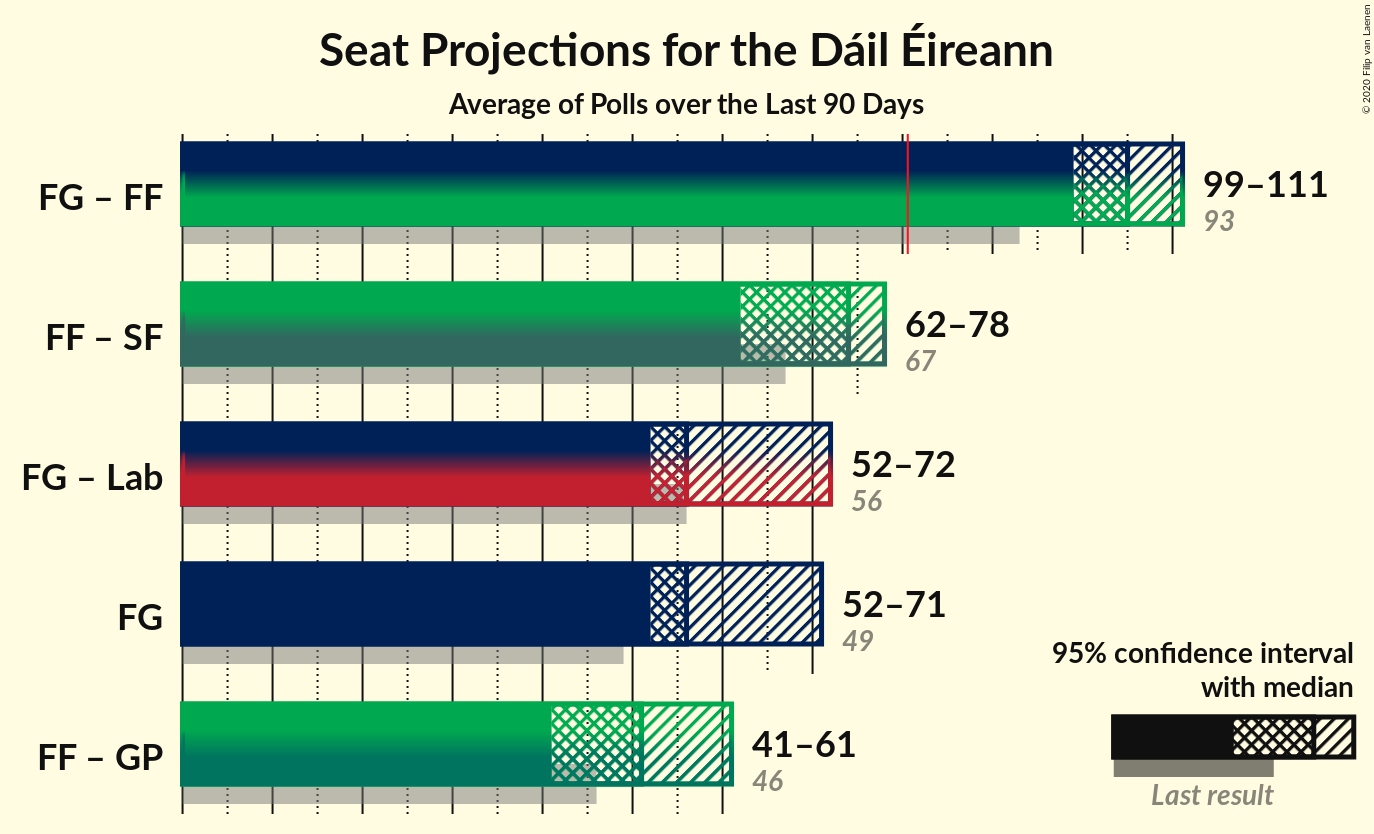 Seat Projections for the Dáil Éireann
Average of Polls over the Last 90 Days
© 2020 Filip van Laenen
FG – FF
99–111
93
FF – SF
62–78
67
FG – Lab
52–72
56
FG
52–71
49
FF – GP
41–61
46
95% confidence interval
with median
Last result